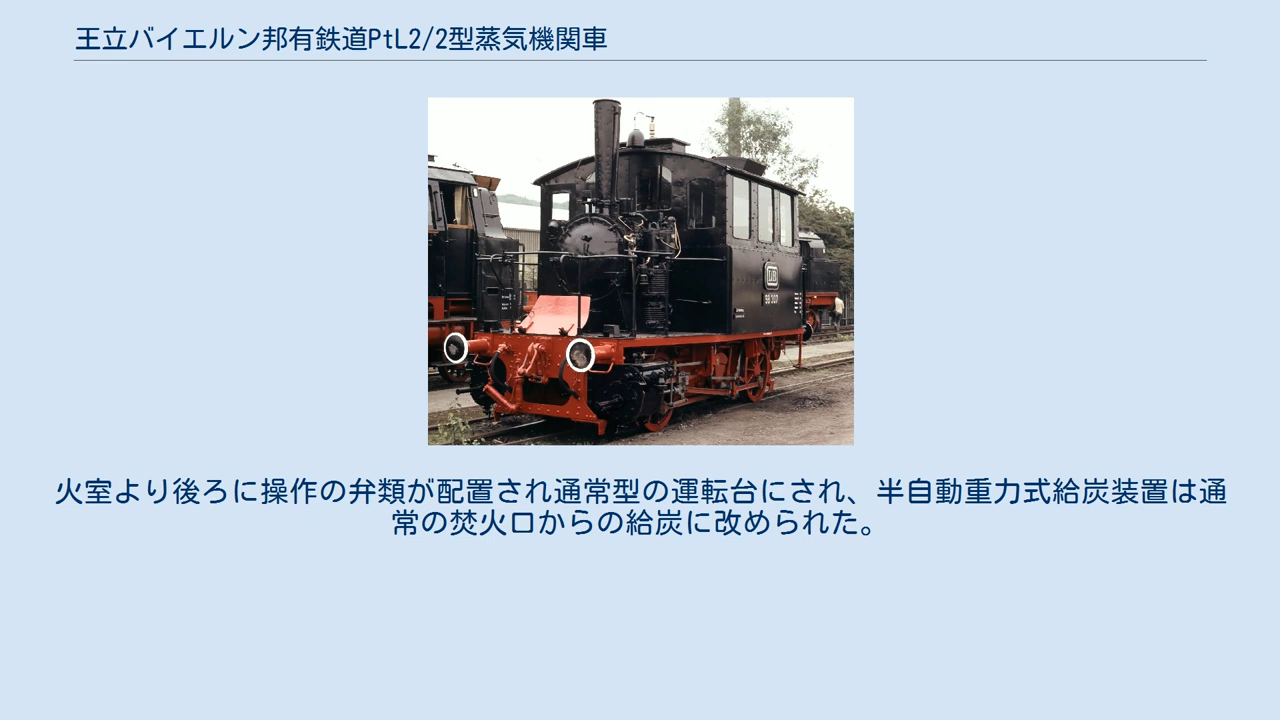 王立バイエルン邦有鉄道PtL2/2型蒸気機関車
DB
98 307
火室より後ろに操作の弁類が配置され通常型の運転台にされ、半自動重力式給炭装置は通
常の焚火口からの給炭に改められた。